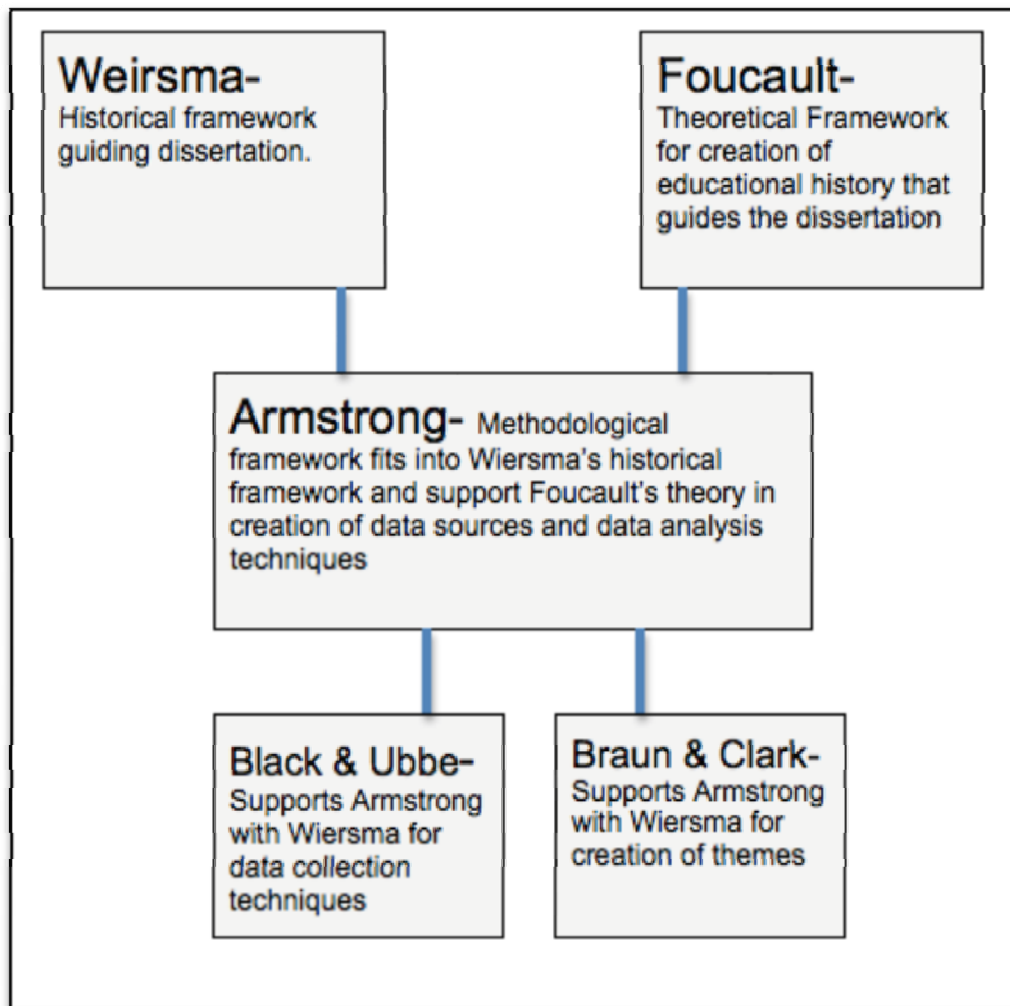 Weirsma-
Historical framework
guiding dissertation.
Foucault-
Theoretical Framework
for creation of
educational history that
guides the dissertation
Armstrong- Methodological
framework fits into Wiersma's historical
framework and support Foucault's theory in
creation of data sources and data analysis
techniques
Black & Ubbe-
Supports Armstrong
with Wiersma for
data collection
techniques
Braun & Clark-
Supports Armstrong
with Wiersma for
creation of themes